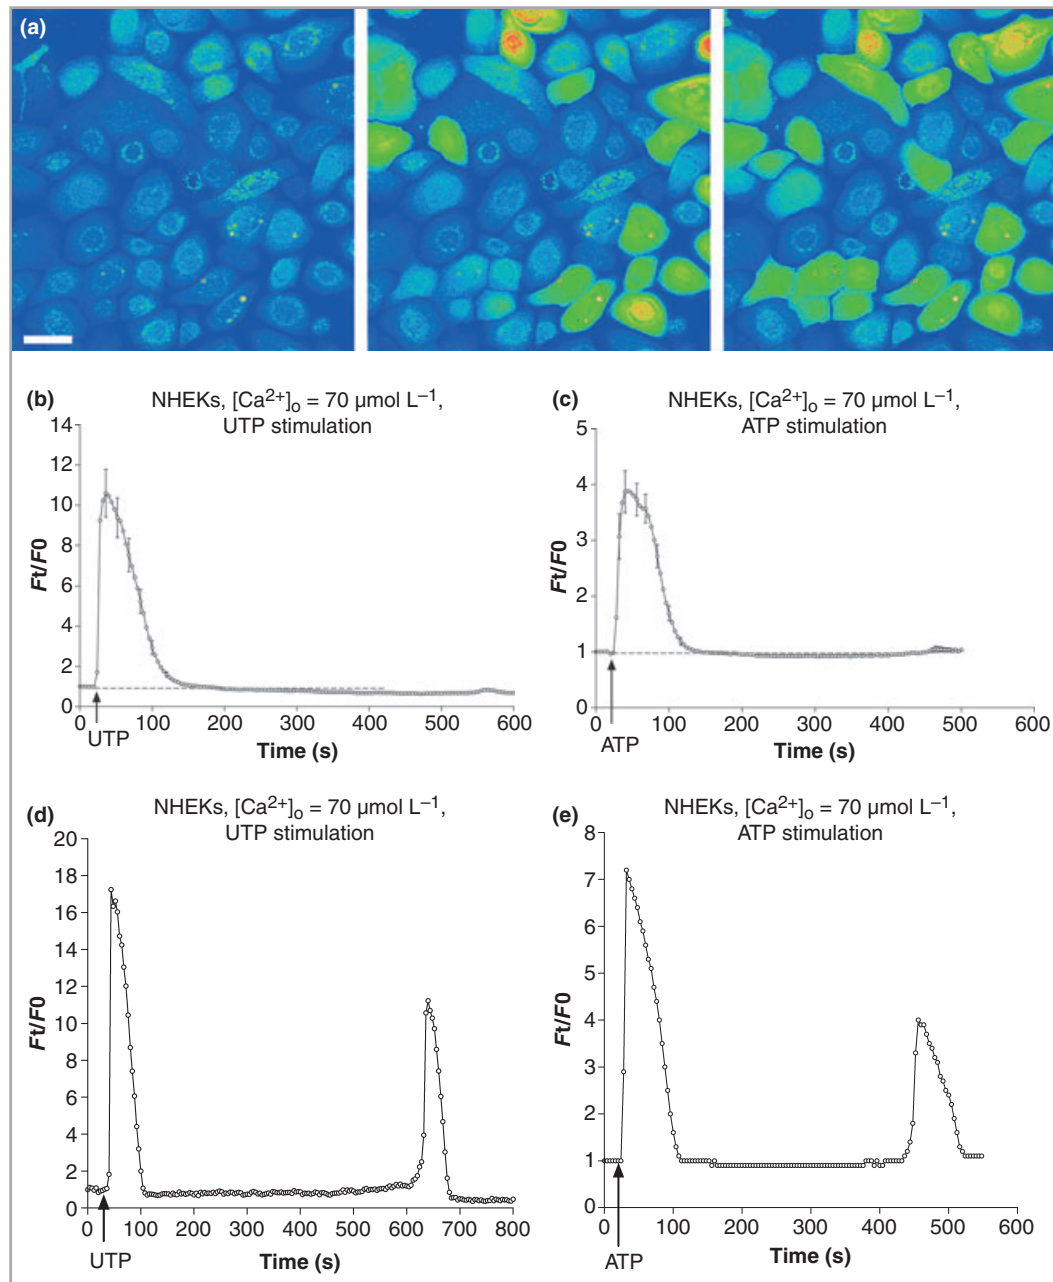 (a)
(b)
NHEKs, [Ca²⁺]ₒ = 70 µmol L⁻¹,
UTP stimulation
14
12
10
8
6
4
2
0
Ft/F0
0 100 200 300 400 500 600
UTP
Time (s)
(c)
NHEKs, [Ca²⁺]ₒ = 70 µmol L⁻¹,
ATP stimulation
5
4
3
2
1
0
Ft/F0
0 100 200 300 400 500 600
ATP
Time (s)
(d)
NHEKs, [Ca²⁺]ₒ = 70 µmol L⁻¹,
UTP stimulation
20
18
16
14
12
10
8
6
4
2
0
Ft/F0
0 100 200 300 400 500 600 700 800
UTP
Time (s)
(e)
NHEKs, [Ca²⁺]ₒ = 70 µmol L⁻¹,
ATP stimulation
8
7
6
5
4
3
2
1
0
Ft/F0
0 100 200 300 400 500 600
ATP
Time (s)